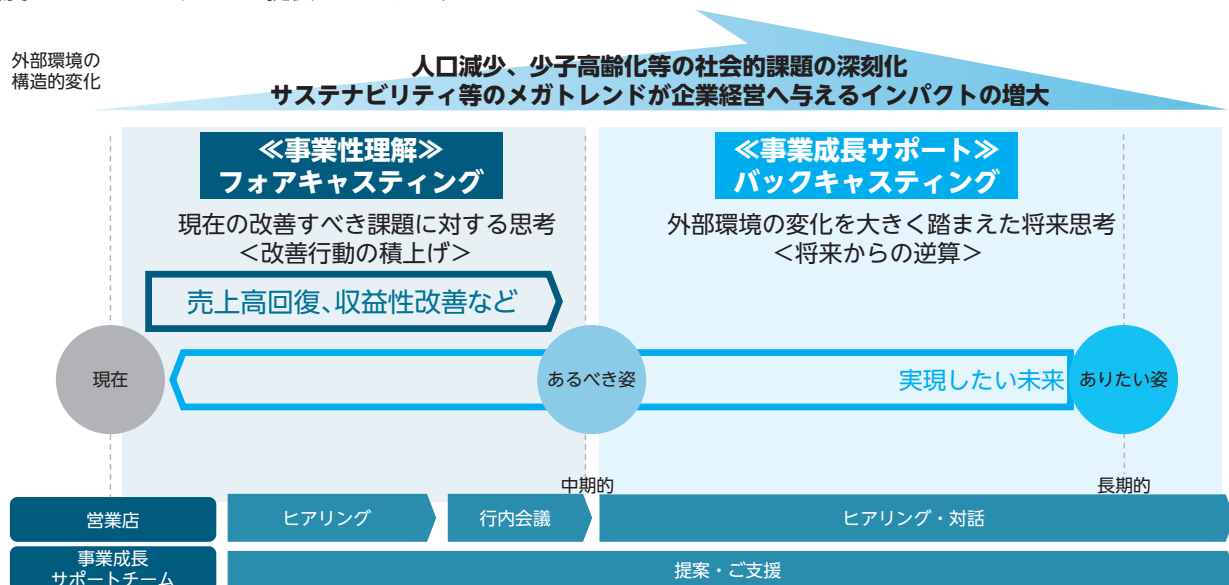 外部環境の
構造的変化
人口減少、少子高齢化等の社会的課題の深刻化
サステナビリティ等のメガトレンドが企業経営へ与えるインパクトの増大
≪事業性理解≫
フォアキャスティング
現在の改善すべき課題に対する思考
＜改善行動の積上げ＞
売上高回復、収益性改善など
≪事業成長サポート≫
バックキャスティング
外部環境の変化を大きく踏まえた将来思考
＜将来からの逆算＞
現在
あるべき姿
実現したい未来
ありたい姿
中期的
長期的
営業店
ヒアリング
行内会議
ヒアリング・対話
事業成長
サポートチーム
提案・ご支援